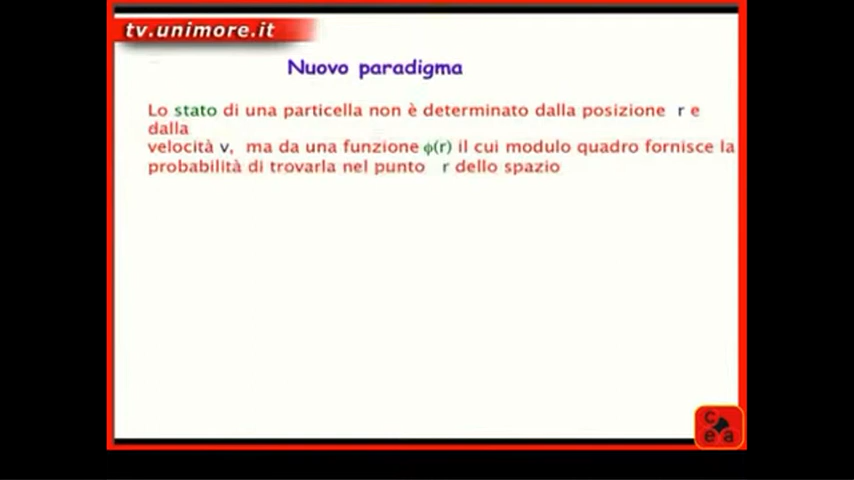 tv.unimore.it
Nuovo paradigma
Lo stato di una particella non è determinato dalla posizione r e
dalla
velocità v, ma da una funzione φ(r) il cui modulo quadro fornisce la
probabilità di trovarla nel punto r dello spazio
c
e a